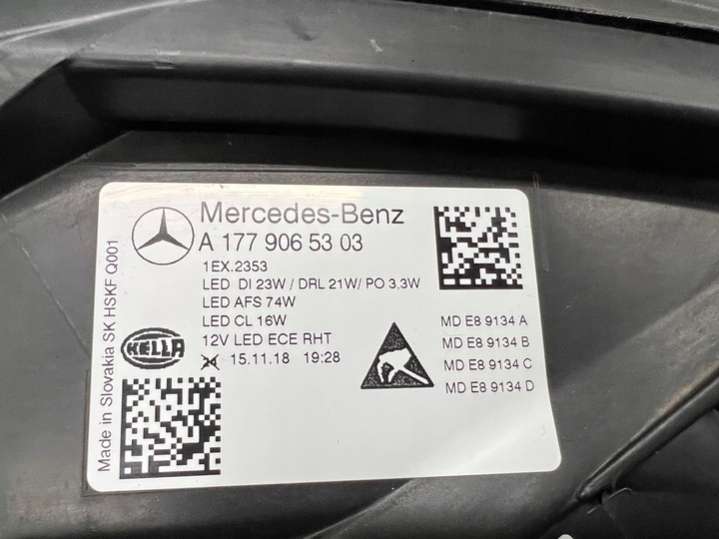 Mercedes-Benz
A 177 906 53 03
1EX.2353
LED DI 23W / DRL 21W/ PO 3,3W
LED AFS 74W
LED CL 16W
12V LED ECE RHT
24 15.11.18 19:28
HELLA
MD E8 9134 A
MD E8 9134 B
MD E8 9134 C
MD E8 9134 D
Made in Slovakia SK HSKF Q001